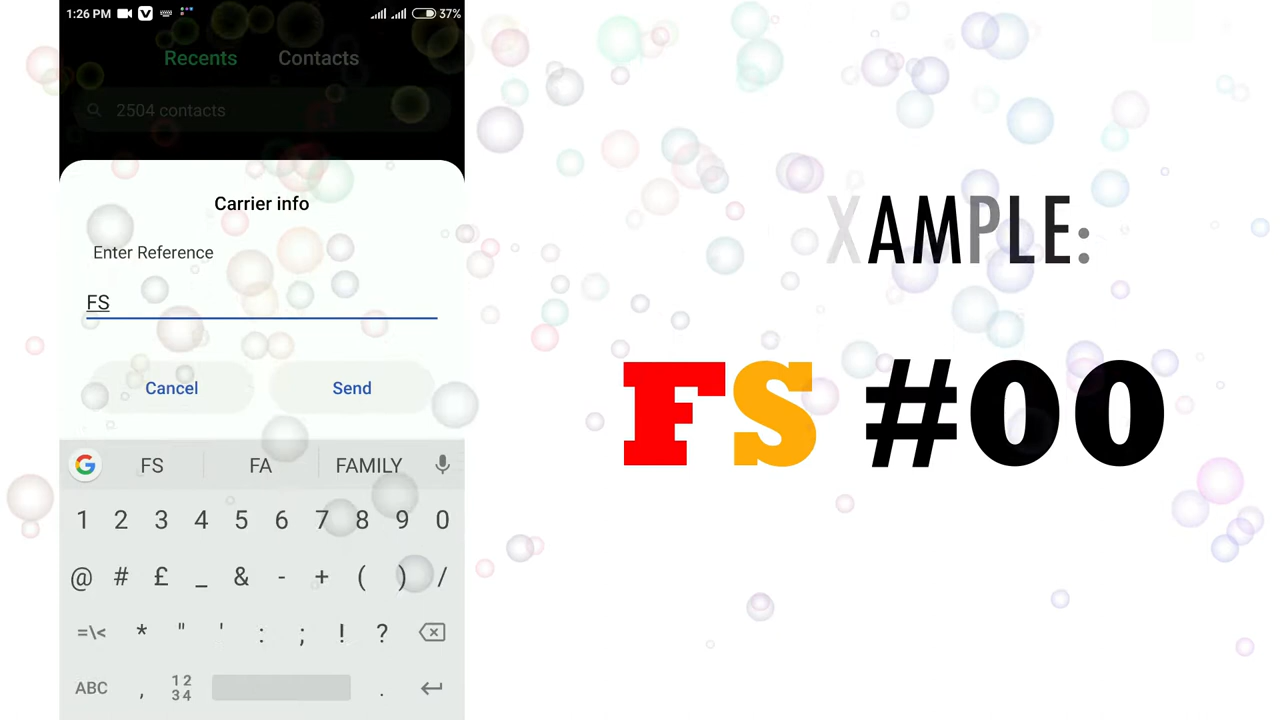 1:26 PM 37%
Recents Contacts
2504 contacts
Carrier info
Enter Reference
FS
Cancel Send
G FS FA FAMILY
1 2 3 4 5 6 7 8 9 0
@ # £ _ & - + ( ) /
=\< * " ' : ; ! ?
ABC , 12 34 .
XAMPLE:
FS #00